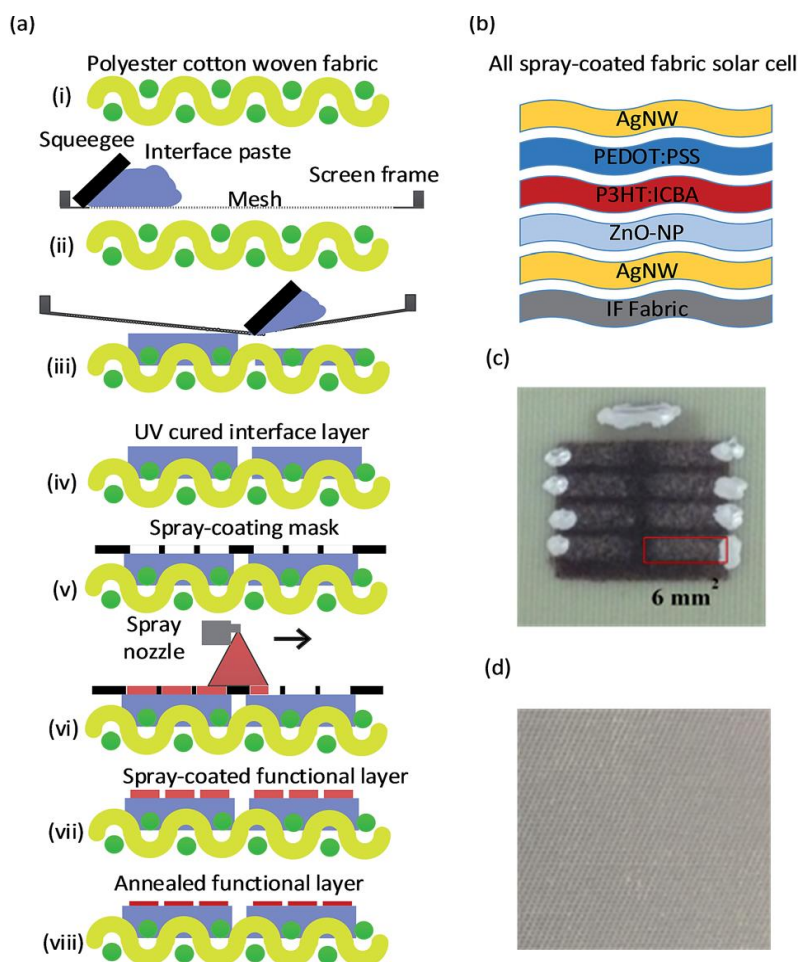 (a)
Polyester cotton woven fabric
(i)
Squeegee
Interface paste
Screen frame
Mesh
(ii)
(iii)
UV cured interface layer
(iv)
Spray-coating mask
(v)
Spray
nozzle
(vi)
Spray-coated functional layer
(vii)
Annealed functional layer
(viii)
(b)
All spray-coated fabric solar cell
AgNW
PEDOT:PSS
P3HT:ICBA
ZnO-NP
AgNW
IF Fabric
(c)
6 mm²
(d)